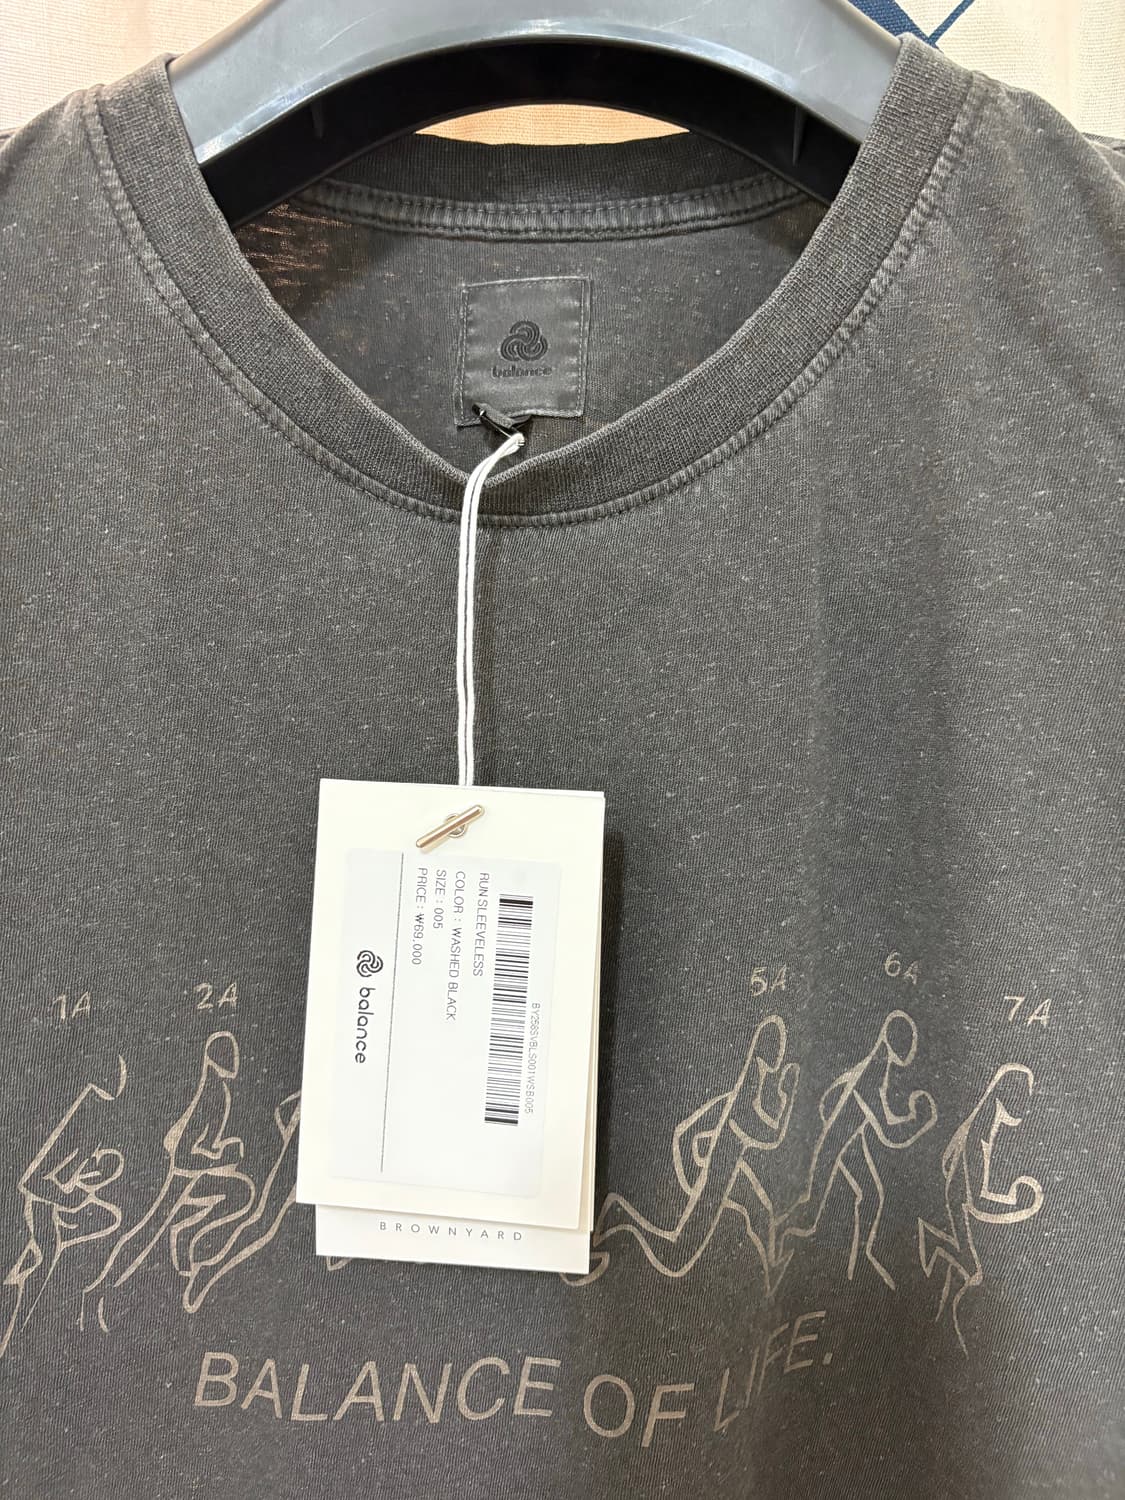 balance
BY256SVBLS001WSB005
RUN SLEEVELESS
COLOR : WASHED BLACK
SIZE : 005
PRICE : ₩69,000
balance
BROWNYARD
1A 2A 5A 6A 7A
BALANCE OF LIFE.